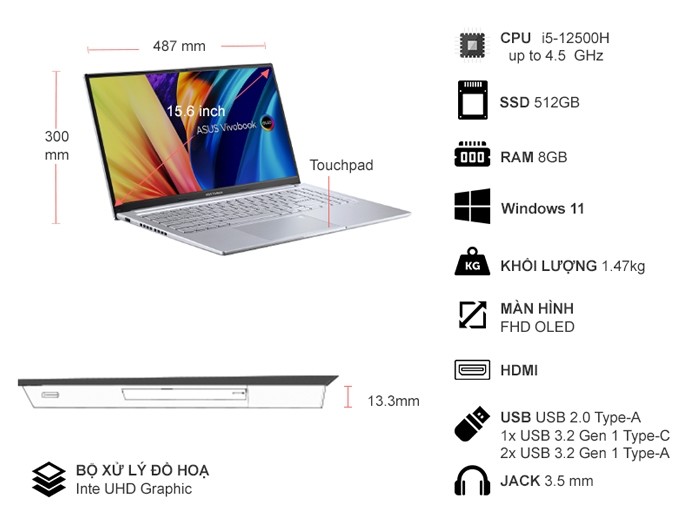 487 mm
300
mm
15.6 inch
ASUS Vivobook
Touchpad
13.3mm
BỘ XỬ LÝ ĐỒ HOẠ
Inte UHD Graphic
CPU i5-12500H
up to 4.5 GHz
SSD 512GB
RAM 8GB
Windows 11
KG
KHỐI LƯỢNG 1.47kg
MÀN HÌNH
FHD OLED
HDMI
USB USB 2.0 Type-A
1x USB 3.2 Gen 1 Type-C
2x USB 3.2 Gen 1 Type-A
JACK 3.5 mm